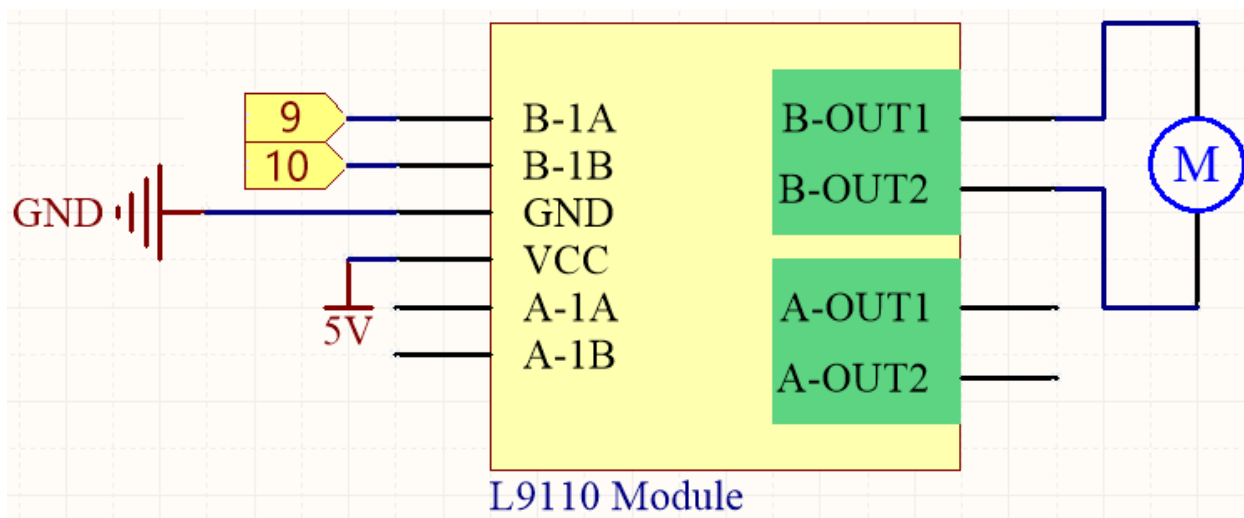 9
10
GND
5V
B-1A
B-1B
GND
VCC
A-1A
A-1B
B-OUT1
B-OUT2
A-OUT1
A-OUT2
M
L9110 Module